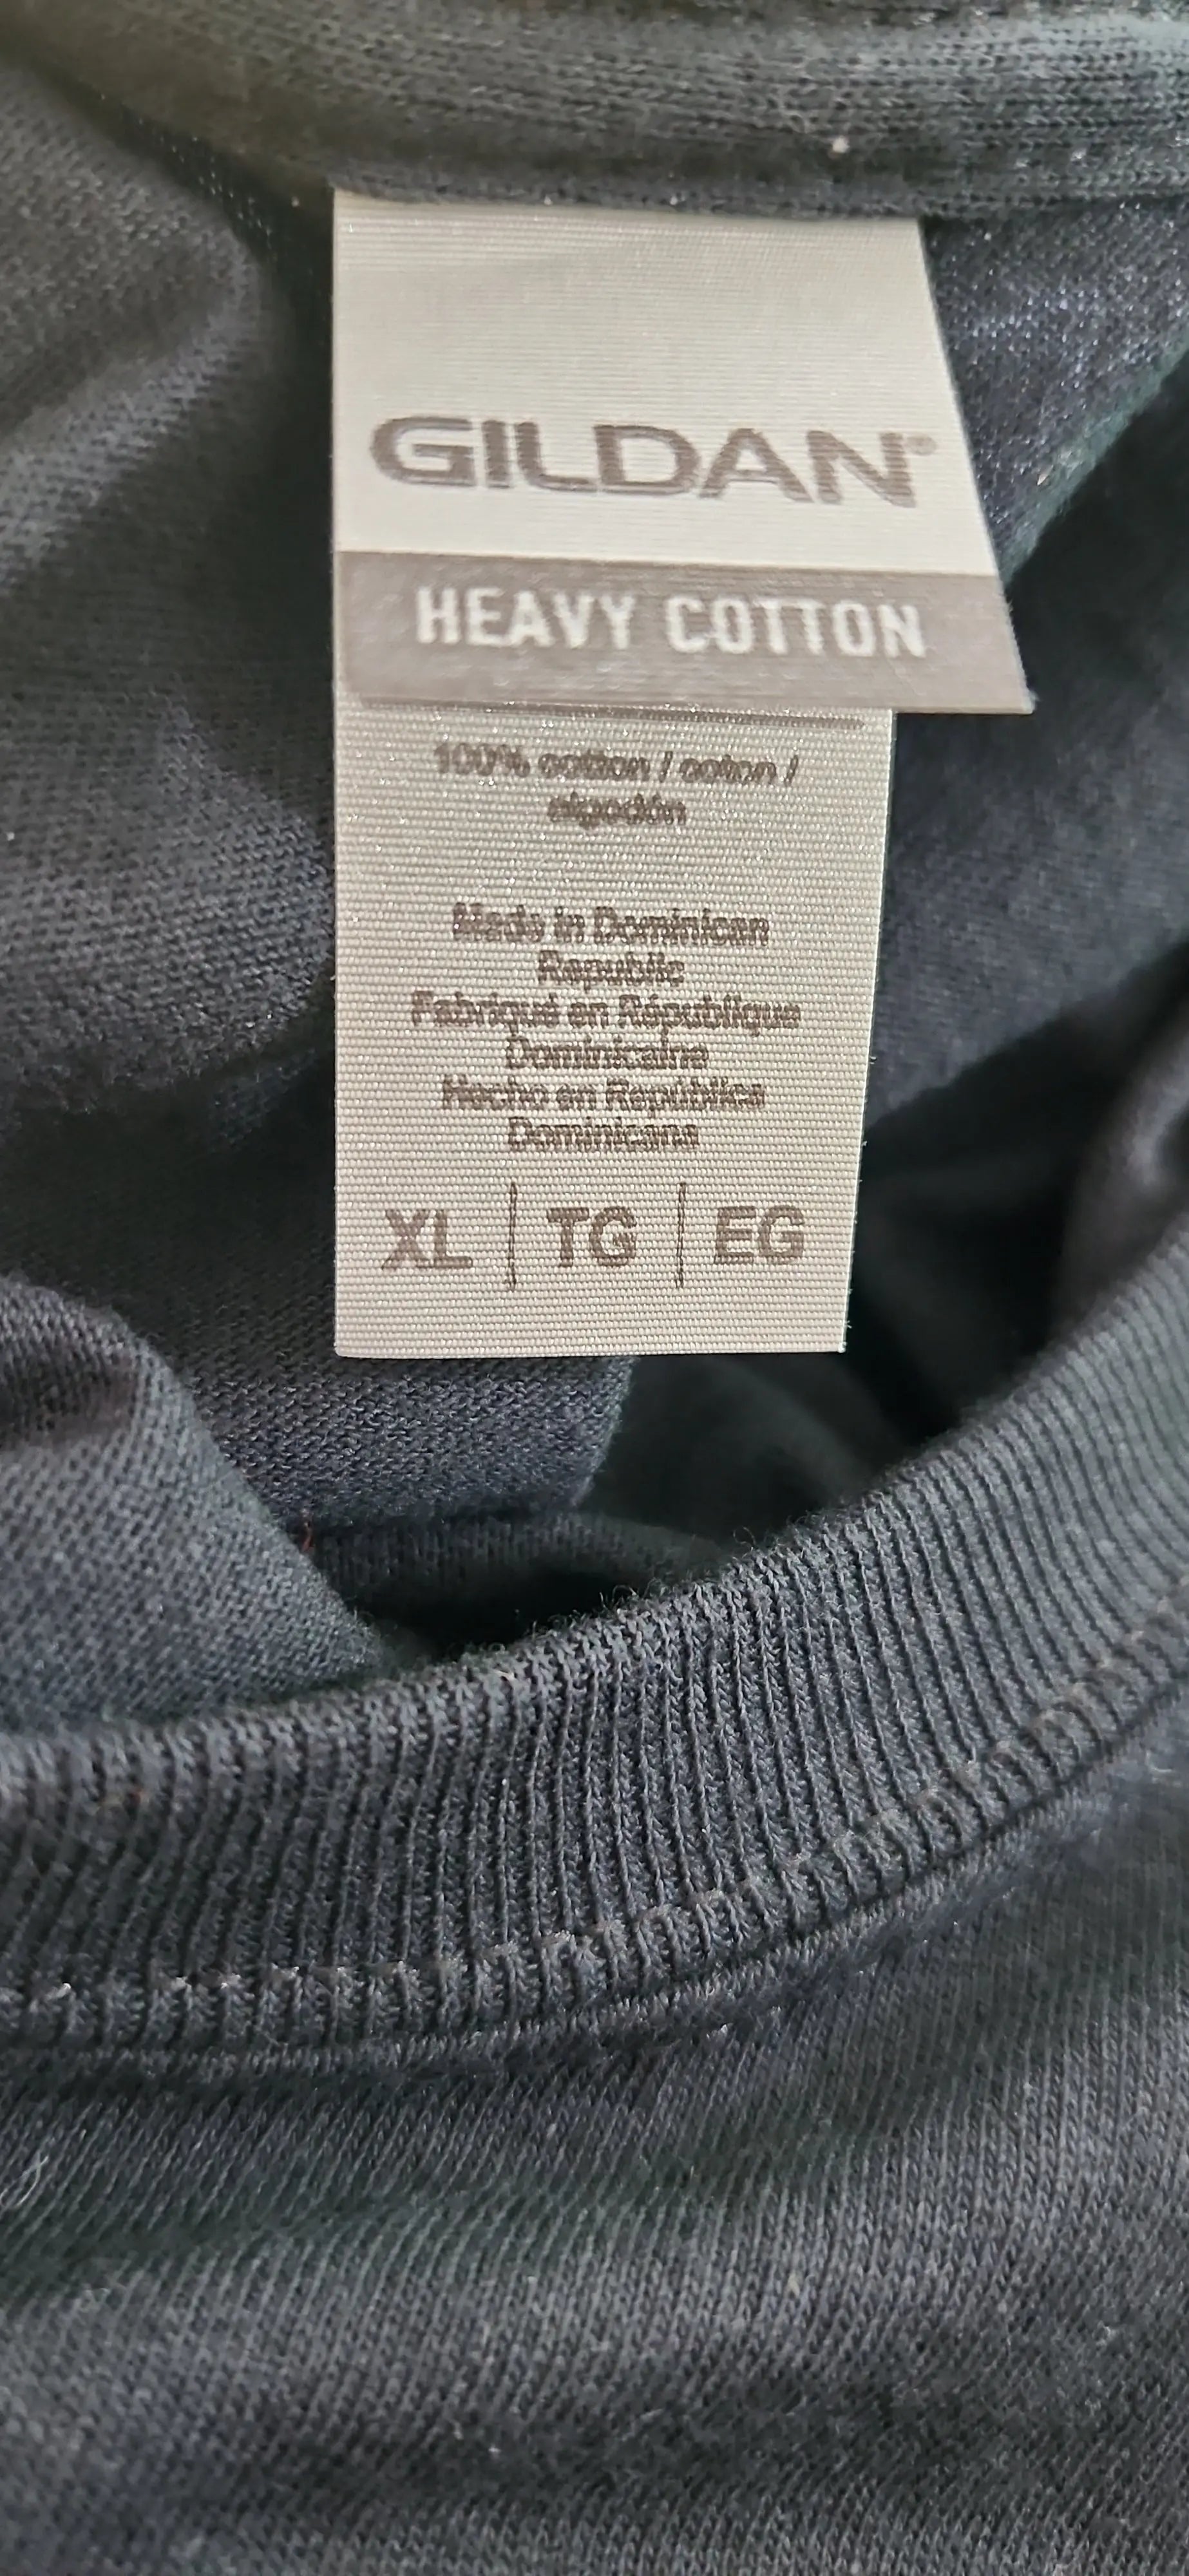 GILDAN®
HEAVY COTTON
100% cotton / coton /
algodón
Made in Dominican
Republic
Fabriqué en République
Dominicaine
Hecho en República
Dominicana
XL | TG | EG